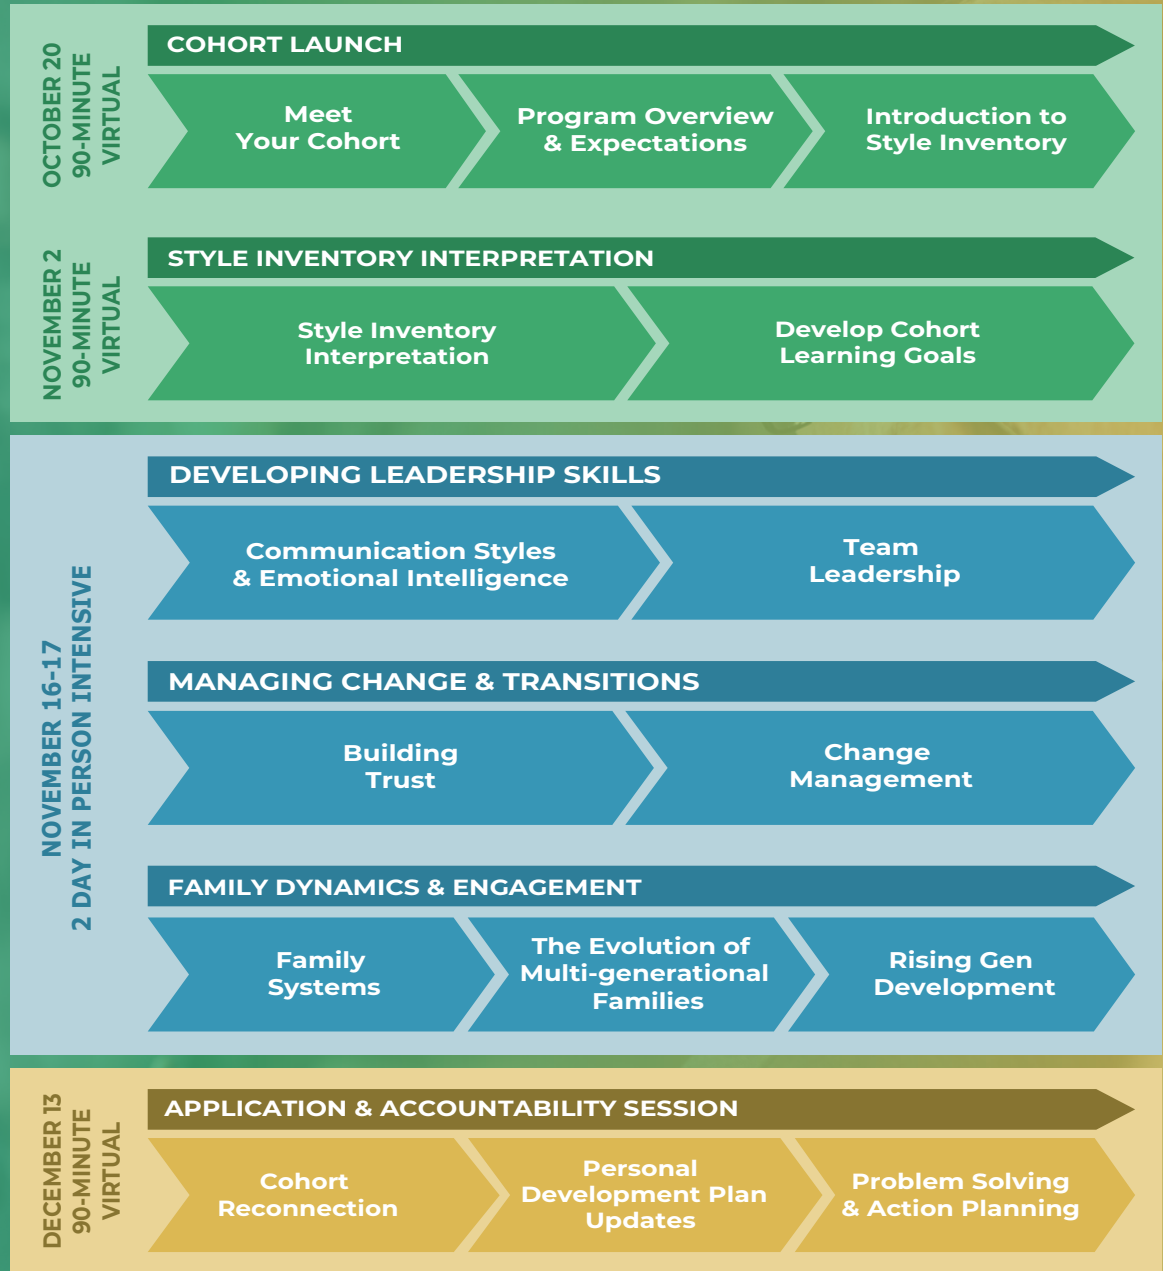 OCTOBER 20
90-MINUTE
VIRTUAL
COHORT LAUNCH
Meet
Your Cohort
Program Overview
& Expectations
Introduction to
Style Inventory
NOVEMBER 2
90-MINUTE
VIRTUAL
STYLE INVENTORY INTERPRETATION
Style Inventory
Interpretation
Develop Cohort
Learning Goals
NOVEMBER 16-17
2 DAY IN PERSON INTENSIVE
DEVELOPING LEADERSHIP SKILLS
Communication Styles
& Emotional Intelligence
Team
Leadership
MANAGING CHANGE & TRANSITIONS
Building
Trust
Change
Management
FAMILY DYNAMICS & ENGAGEMENT
Family
Systems
The Evolution of
Multi-generational
Families
Rising Gen
Development
DECEMBER 13
90-MINUTE
VIRTUAL
APPLICATION & ACCOUNTABILITY SESSION
Cohort
Reconnection
Personal
Development Plan
Updates
Problem Solving
& Action Planning